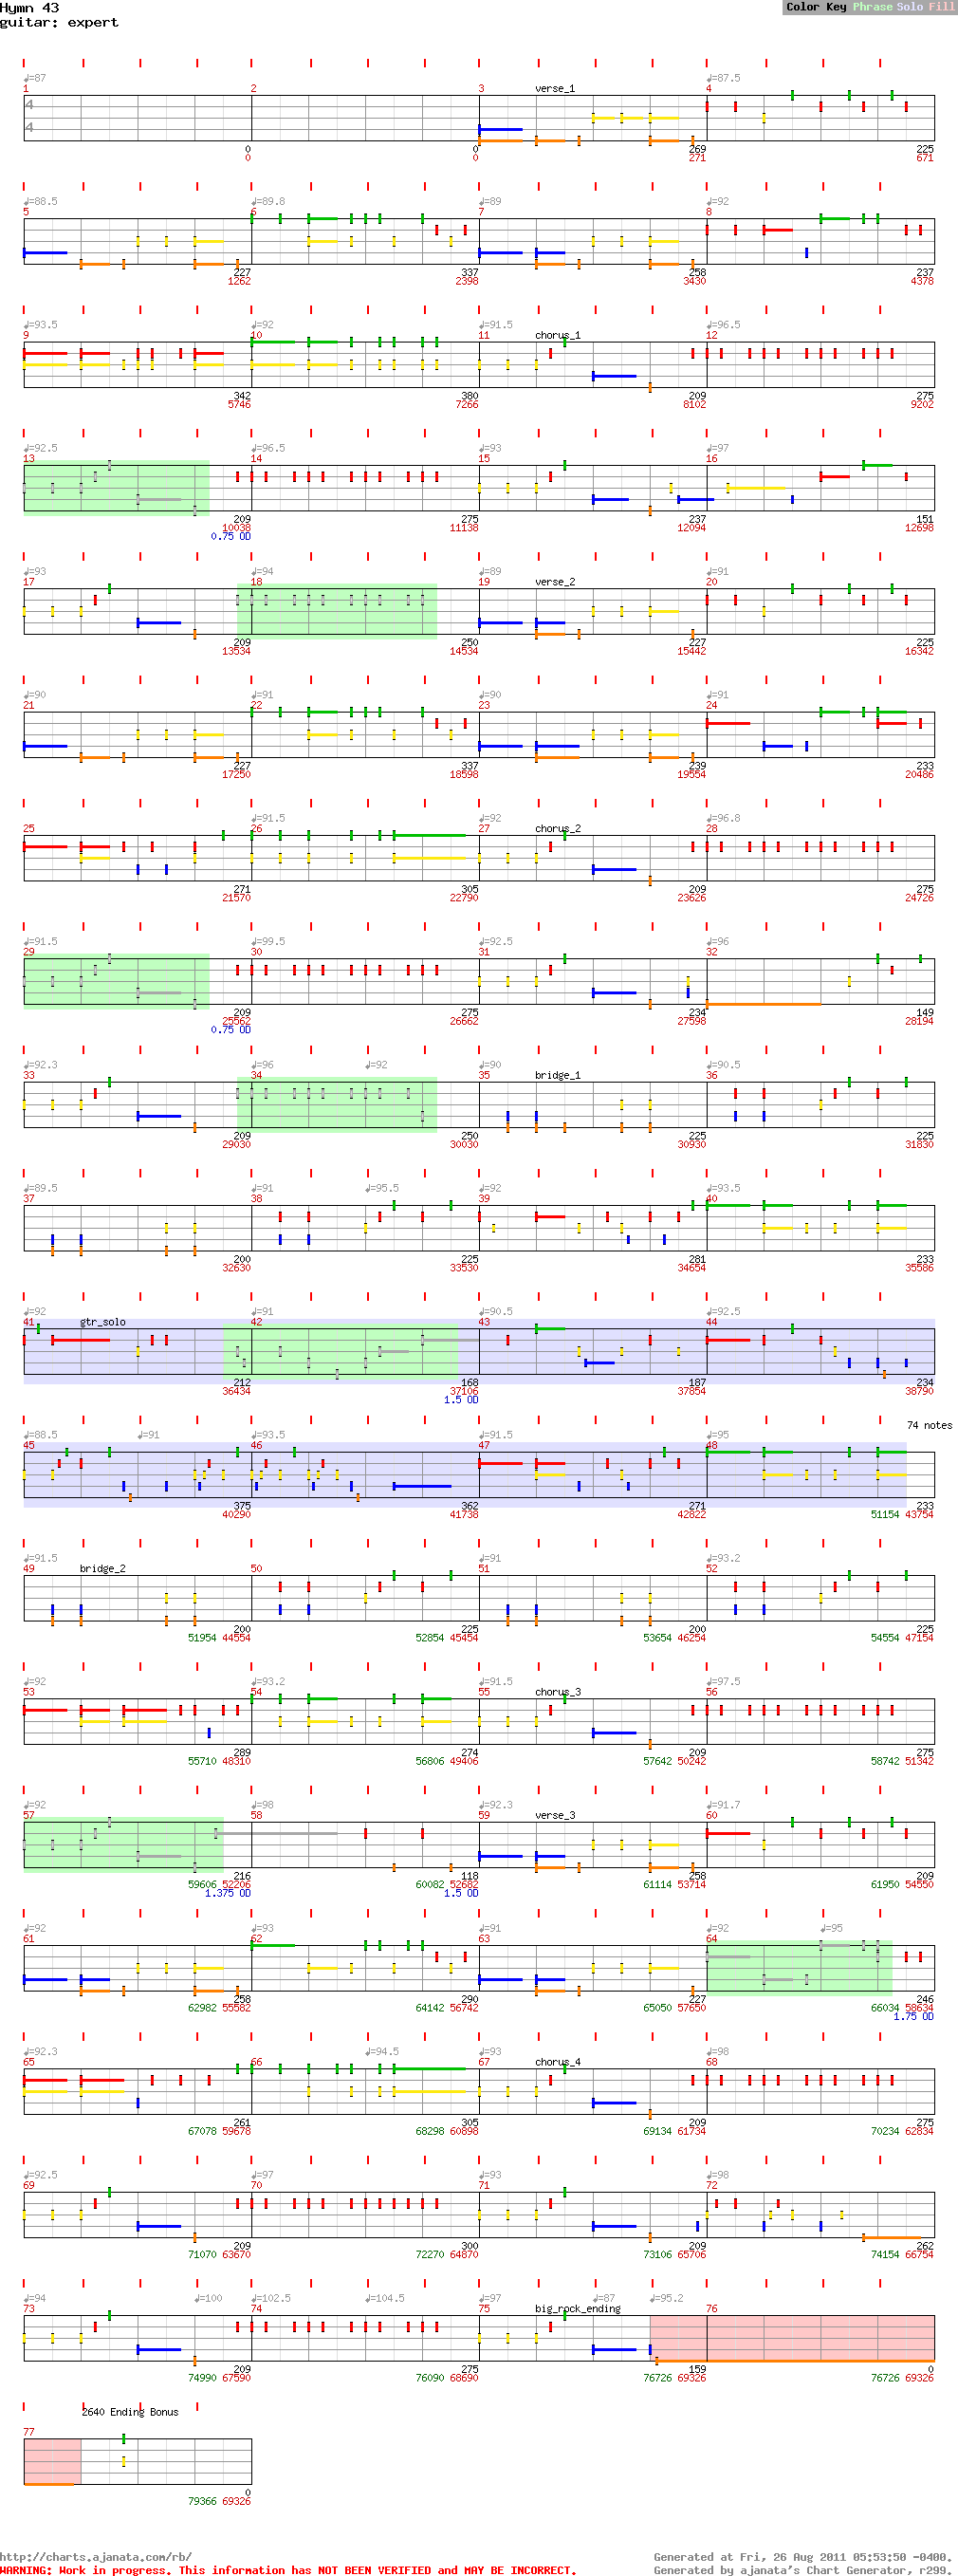 Hymn 43
guitar: expert
Color Key Phrase Solo Fill
♩=87 ♩=87.5
1 2 3 verse_1 4
4
4
0 0 269 225
0 0 271 671
♩=88.5 ♩=89.8 ♩=89 ♩=92
5 6 7 8
227 337 258 237
1262 2398 3430 4378
♩=93.5 ♩=92 ♩=91.5 ♩=96.5
9 10 11 chorus_1 12
342 380 209 275
5746 7266 8102 9202
♩=92.5 ♩=96.5 ♩=93 ♩=97
13 14 15 16
209 275 237 151
10038 11138 12094 12698
0.75 OD
♩=93 ♩=94 ♩=89 ♩=91
17 18 19 verse_2 20
209 250 227 225
13534 14534 15442 16342
♩=90 ♩=91 ♩=90 ♩=91
21 22 23 24
227 337 239 233
17250 18598 19554 20486
♩=91.5 ♩=92 ♩=96.8
25 26 27 chorus_2 28
271 305 209 275
21570 22790 23626 24726
♩=91.5 ♩=99.5 ♩=92.5 ♩=96
29 30 31 32
209 275 234 149
25562 26662 27598 28194
0.75 OD
♩=92.3 ♩=96 ♩=92 ♩=90 ♩=90.5
33 34 35 bridge_1 36
209 250 225 225
29030 30030 30930 31830
♩=89.5 ♩=91 ♩=95.5 ♩=92 ♩=93.5
37 38 39 40
200 225 281 233
32630 33530 34654 35586
♩=92 ♩=91 ♩=90.5 ♩=92.5
41 gtr_solo 42 43 44
212 168 187 234
36434 37106 37854 38790
1.5 OD
74 notes
♩=88.5 ♩=91 ♩=93.5 ♩=91.5 ♩=95
45 46 47 48
375 362 271 233
40290 41738 42822 51154 43754
♩=91.5 ♩=91 ♩=93.2
49 bridge_2 50 51 52
200 225 200 225
51954 44554 52854 45454 53654 46254 54554 47154
♩=92 ♩=93.2 ♩=91.5 ♩=97.5
53 54 55 chorus_3 56
289 274 209 275
55710 48310 56806 49406 57642 50242 58742 51342
♩=92 ♩=98 ♩=92.3 ♩=91.7
57 58 59 verse_3 60
216 118 258 209
59606 52206 60082 52682 61114 53714 61950 54550
1.375 OD 1.5 OD
♩=92 ♩=93 ♩=91 ♩=92 ♩=95
61 62 63 64
258 290 227 246
62982 55582 64142 56742 65050 57650 66034 58634
1.75 OD
♩=92.3 ♩=94.5 ♩=93 ♩=98
65 66 67 chorus_4 68
261 305 209 275
67078 59678 68298 60898 69134 61734 70234 62834
♩=92.5 ♩=97 ♩=93 ♩=98
69 70 71 72
209 300 209 262
71070 63670 72270 64870 73106 65706 74154 66754
♩=94 ♩=100 ♩=102.5 ♩=104.5 ♩=97 ♩=87 ♩=95.2
73 74 75 big_rock_ending 76
209 275 159 0
74990 67590 76090 68690 76726 69326 76726 69326
2640 Ending Bonus
77
0
79366 69326
http://charts.ajanata.com/rb/ Generated at Fri, 26 Aug 2011 05:53:50 -0400.
WARNING: Work in progress. This information has NOT BEEN VERIFIED and MAY BE INCORRECT. Generated by ajanata's Chart Generator, r299.